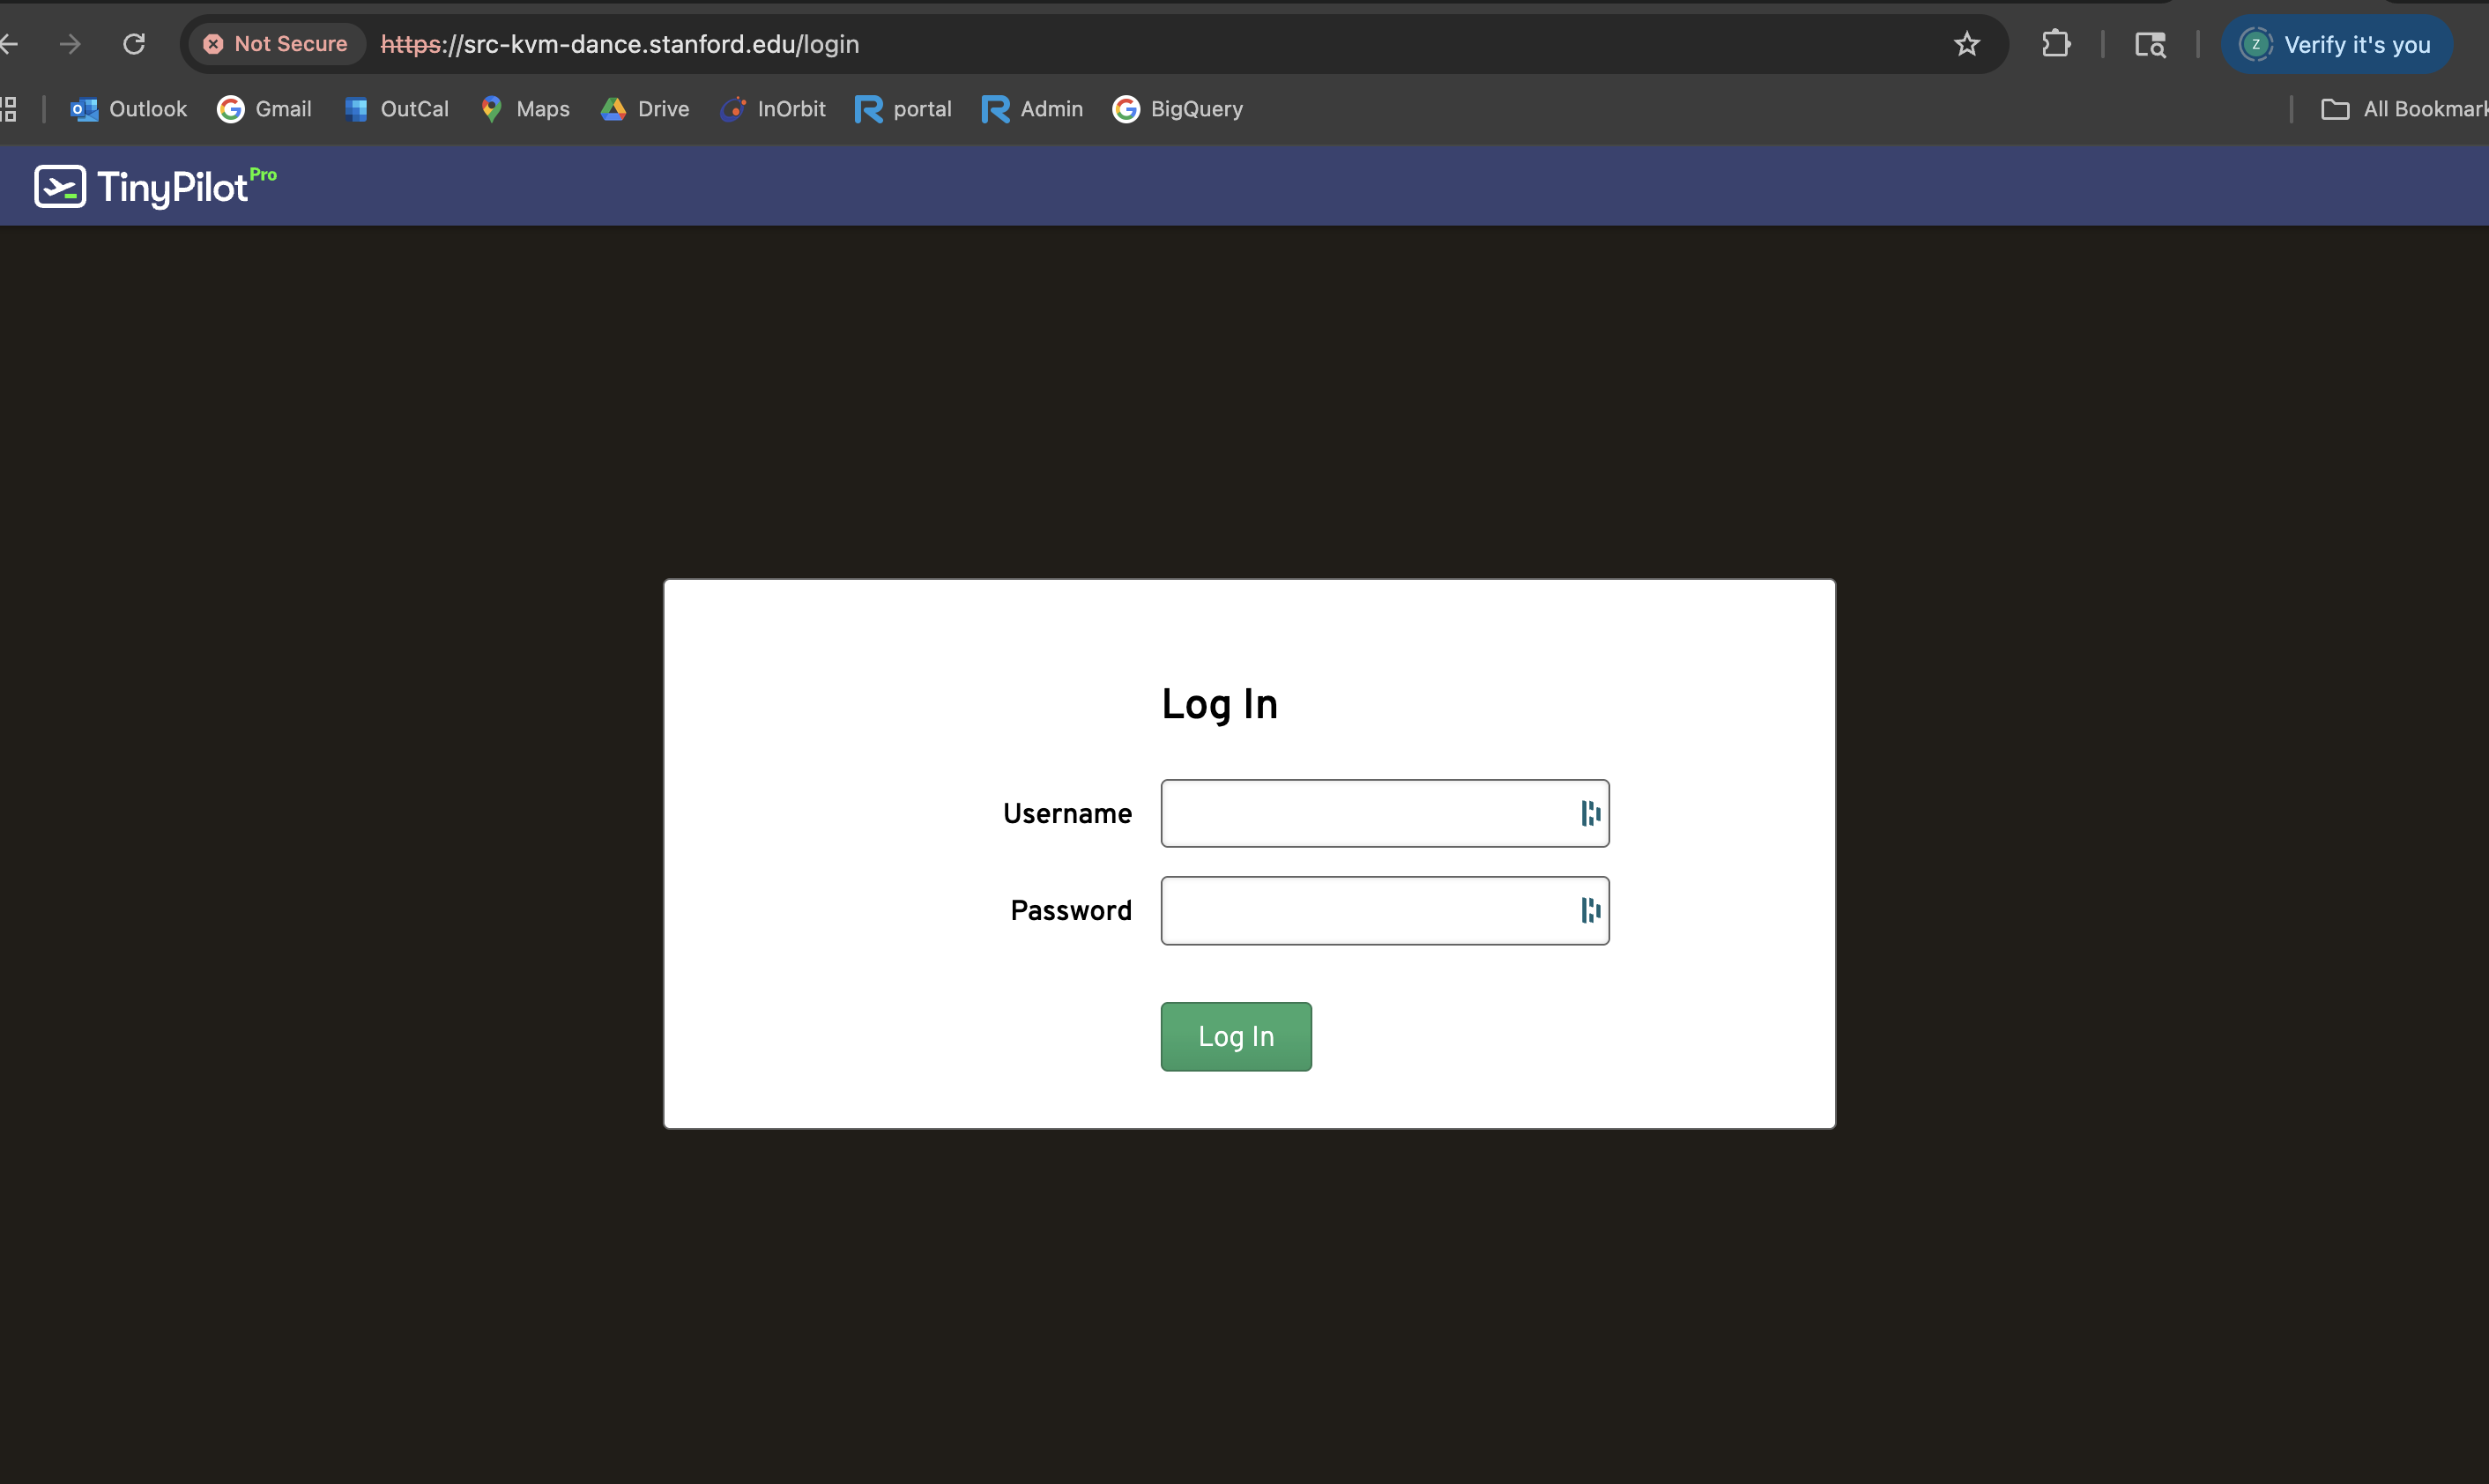 Not Secure https://src-kvm-dance.stanford.edu/login Z Verify it's you
Outlook Gmail OutCal Maps Drive InOrbit portal Admin BigQuery All Bookmark
TinyPilot Pro
Log In
Username
Password
Log In